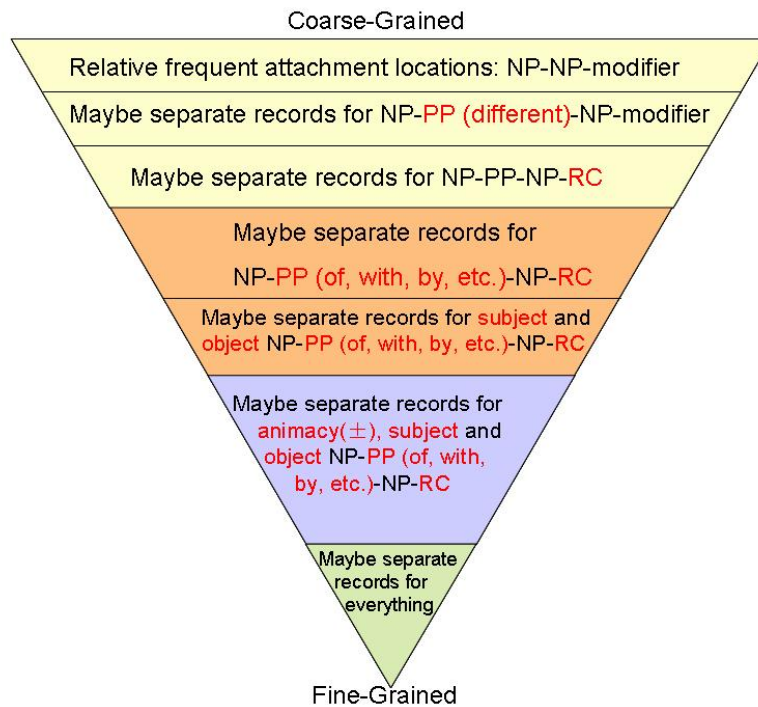 Coarse-Grained
Relative frequent attachment locations: NP-NP-modifier
Maybe separate records for NP-PP (different)-NP-modifier
Maybe separate records for NP-PP-NP-RC
Maybe separate records for
NP-PP (of, with, by, etc.)-NP-RC
Maybe separate records for subject and
object NP-PP (of, with, by, etc.)-NP-RC
Maybe separate records for
animacy(±), subject and
object NP-PP (of, with,
by, etc.)-NP-RC
Maybe separate
records for
everything
Fine-Grained